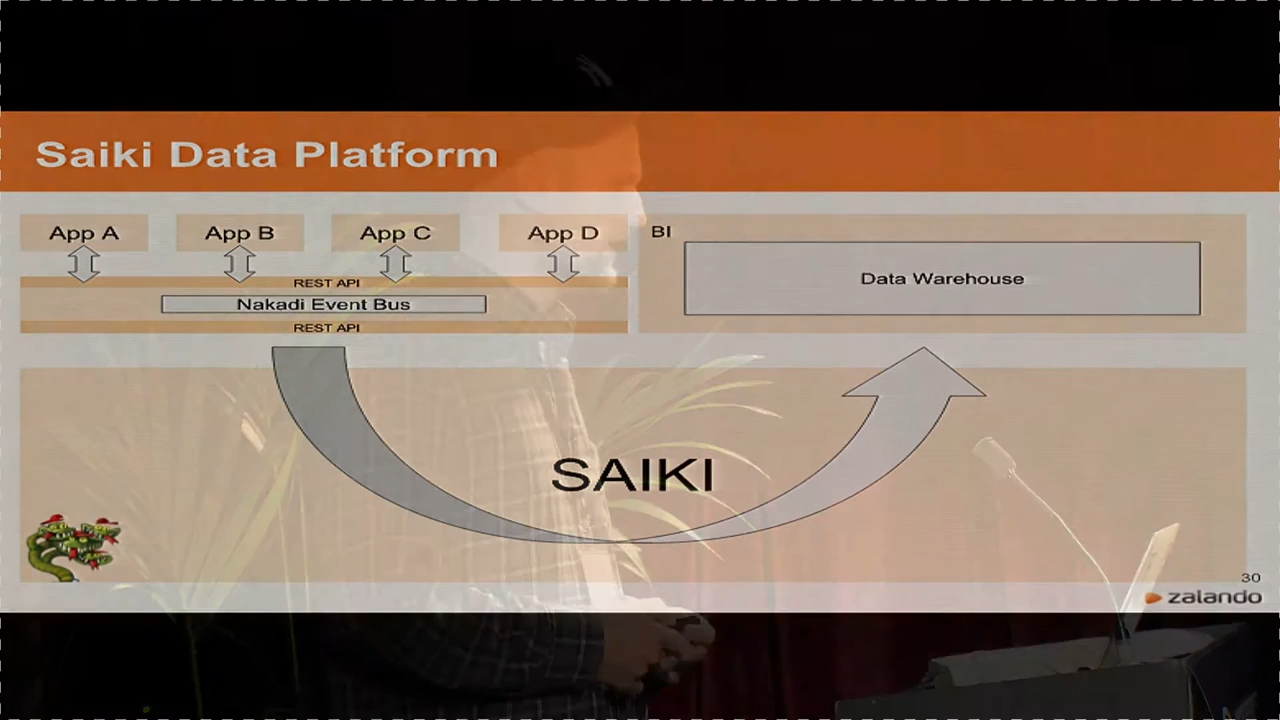 Saiki Data Platform
App A
App B
App C
App D
BI
REST API
Nakadi Event Bus
REST API
Data Warehouse
SAIKI
30
zalando